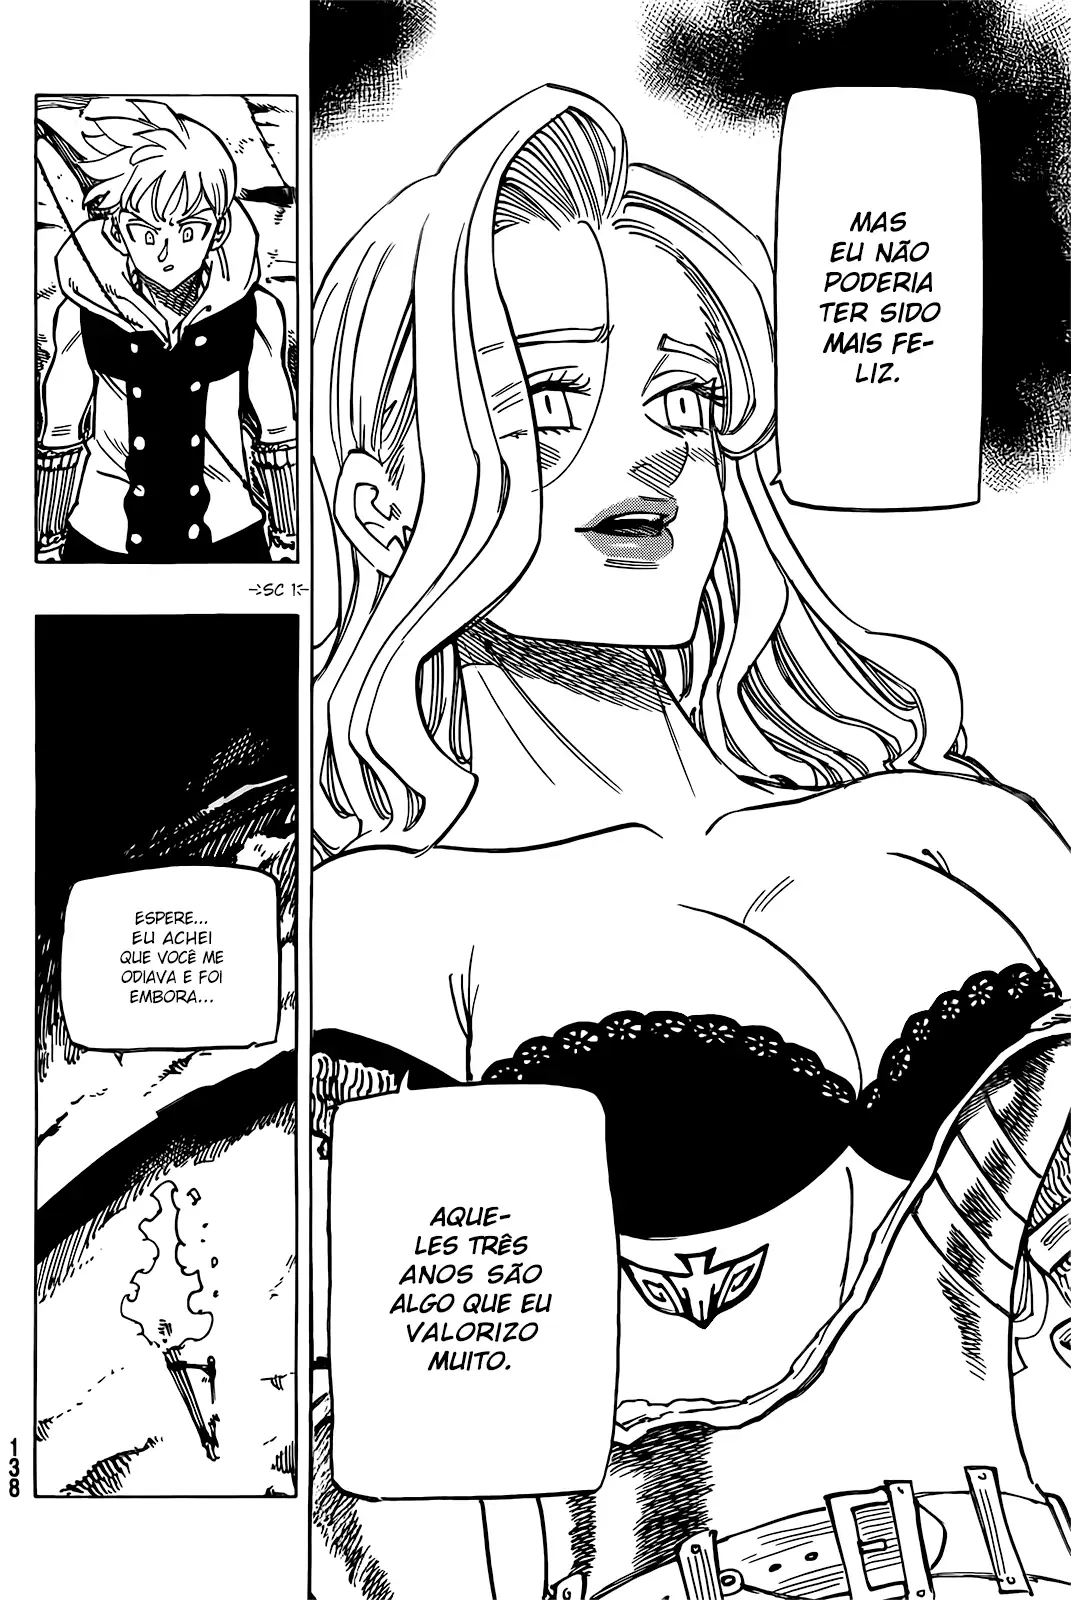 MAS
EU NÃO
PODERIA
TER SIDO
MAIS FE-
LIZ.
AQUE-
LES TRÊS
ANOS SÃO
ALGO QUE EU
VALORIZO
MUITO.
SC 1
ESPERE...
EU ACHEI
QUE VOCÊ ME
ODIAVA E FOI
EMBORA...
138